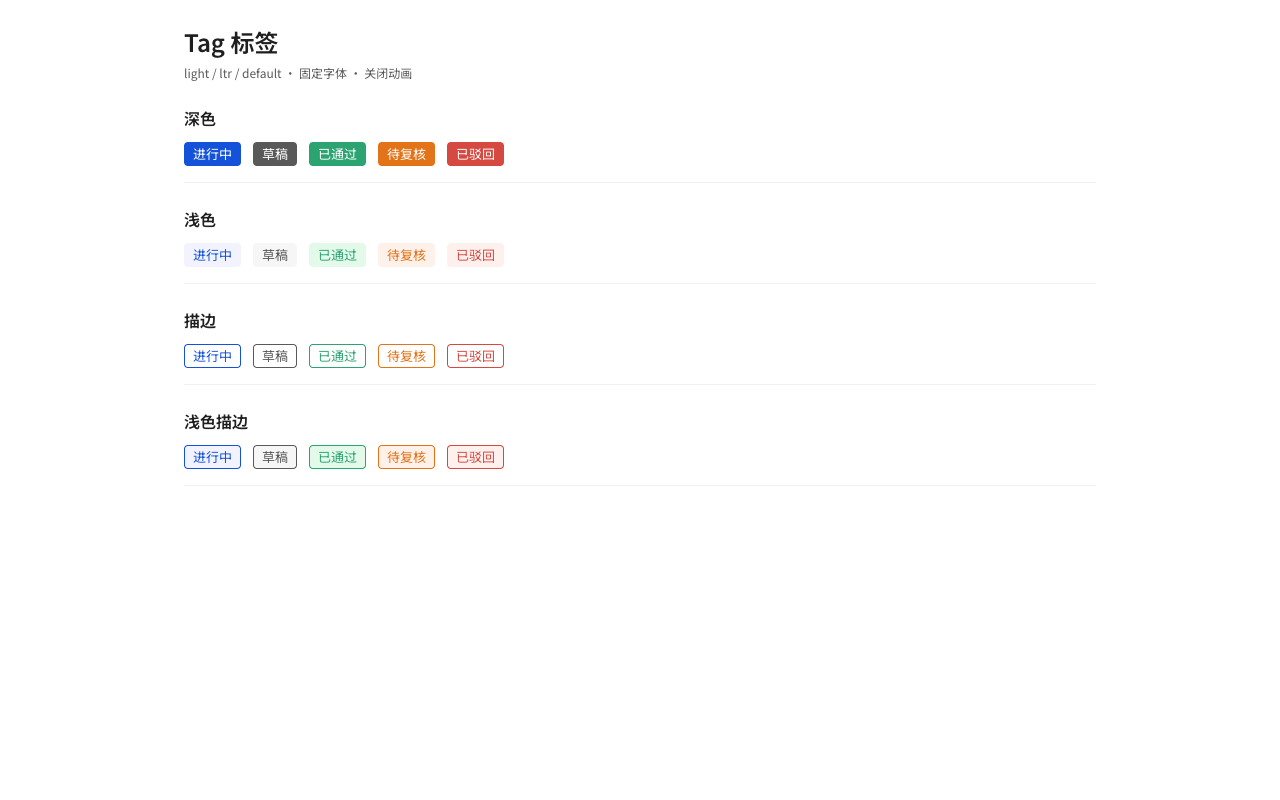 Tag 标签
light / ltr / default ・ 固定字体 ・ 关闭动画
深色
进行中 草稿 已通过 待复核 已驳回
浅色
进行中 草稿 已通过 待复核 已驳回
描边
进行中 草稿 已通过 待复核 已驳回
浅色描边
进行中 草稿 已通过 待复核 已驳回